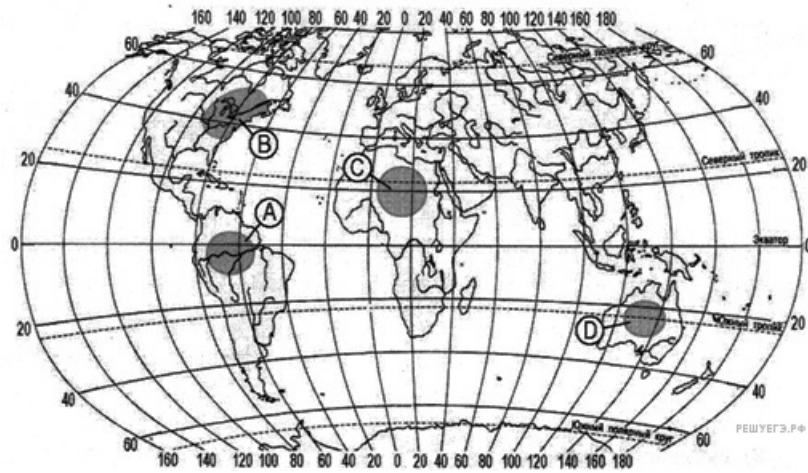 160 140 120 100 80 60 40 20 0 20 40 60 80 100 120 140 160 180
60 Северный полярный круг 60
40 40
B
20 C Северный тропик 20
A
0 Экватор 0
20 D Южный тропик 20
40 40
60 Южный полярный круг 60
160 140 120 100 80 60 40 20 0 20 40 60 80 100 120 140 160 180
РЕШУЕГЭ.РФ